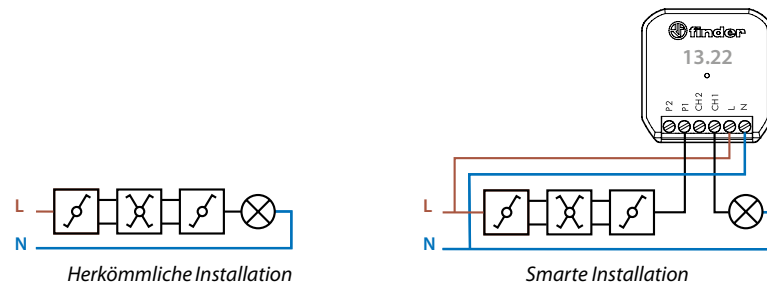 finder
13.22
P2 P1 CH2 CH1 L N
L
N
Herkömmliche Installation
L
N
Smarte Installation